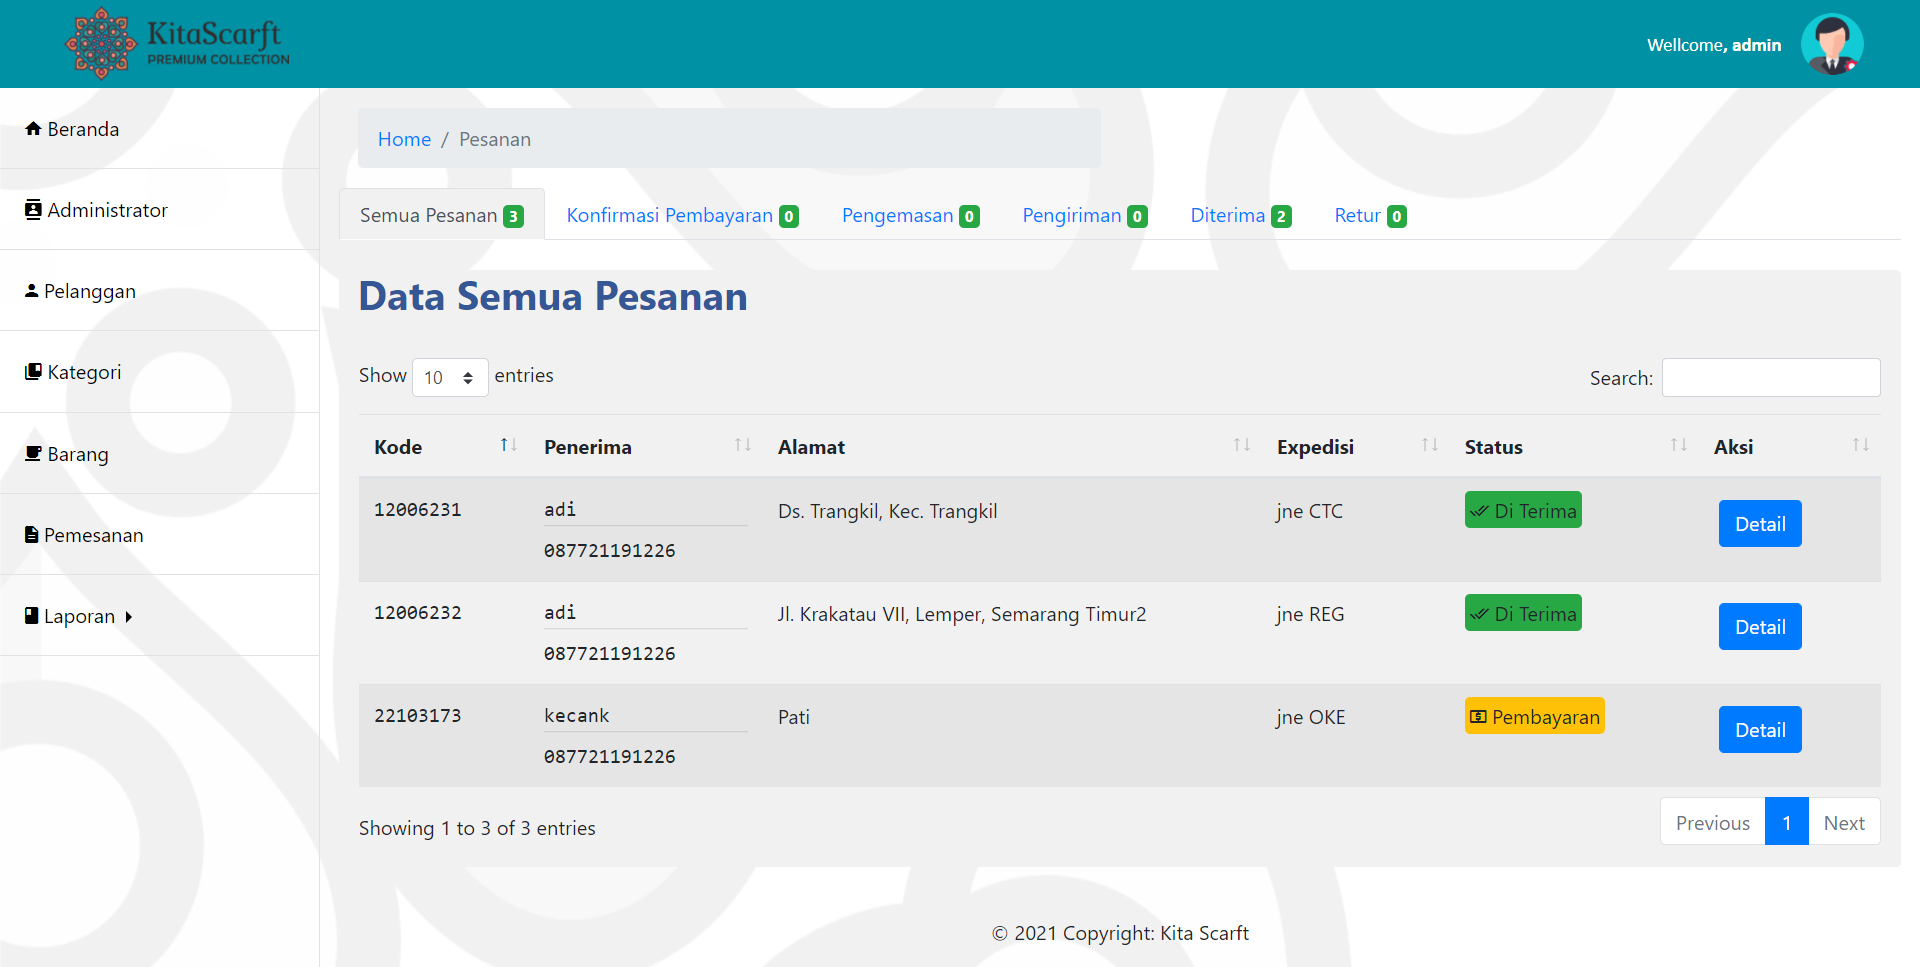 KitaScarft
PREMIUM COLLECTION
Wellcome, admin
Beranda
Administrator
Pelanggan
Kategori
Barang
Pemesanan
Laporan
Home / Pesanan
Semua Pesanan 3 Konfirmasi Pembayaran 0 Pengemasan 0 Pengiriman 0 Diterima 2 Retur 0
Data Semua Pesanan
Show 10 entries Search:
Kode Penerima Alamat Expedisi Status Aksi
12006231 adi Ds. Trangkil, Kec. Trangkil jne CTC Di Terima Detail
087721191226
12006232 adi Jl. Krakatau VII, Lemper, Semarang Timur2 jne REG Di Terima Detail
087721191226
22103173 kecank Pati jne OKE Pembayaran Detail
087721191226
Showing 1 to 3 of 3 entries Previous 1 Next
© 2021 Copyright: Kita Scarft